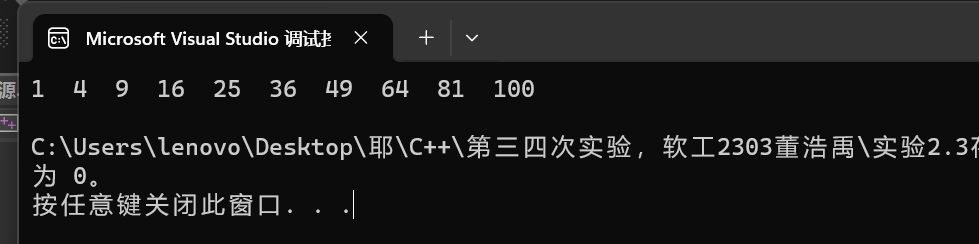 Microsoft Visual Studio 调试
源
1 4 9 16 25 36 49 64 81 100
C:\Users\lenovo\Desktop\耶\C++\第三四次实验，软工2303董浩禹\实验2.3存
为 0。
按任意键关闭此窗口. . .